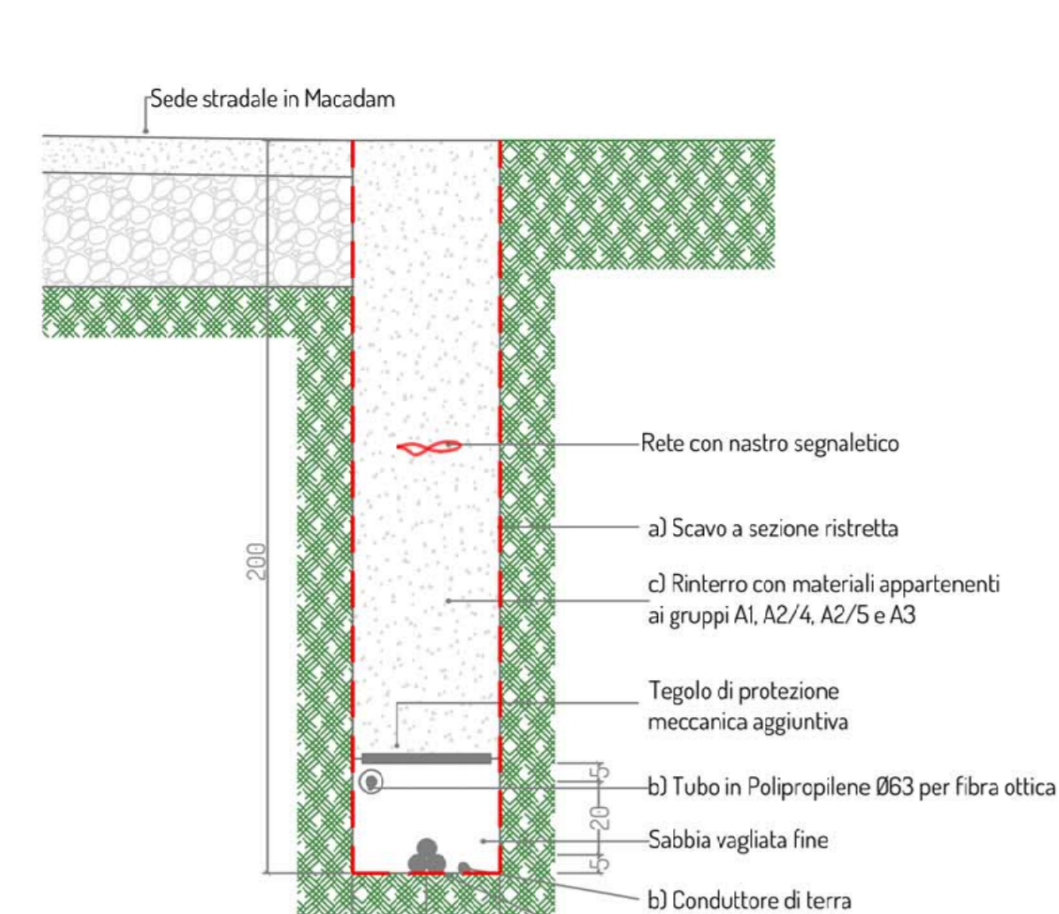 Sede stradale in Macadam
Rete con nastro segnaletico
a) Scavo a sezione ristretta
200
c) Rinterro con materiali appartenenti
ai gruppi A1, A2/4, A2/5 e A3
Tegolo di protezione
meccanica aggiuntiva
5
b) Tubo in Polipropilene Ø63 per fibra ottica
20
Sabbia vagliata fine
5
b) Conduttore di terra